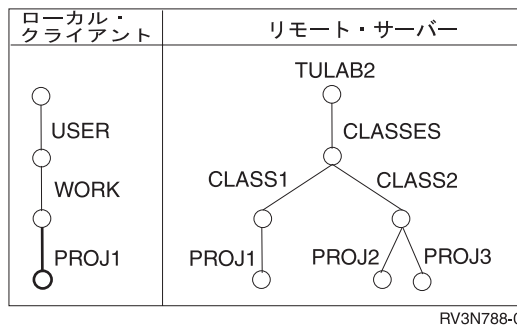 ローカル・
クライアント
リモート・サーバー
USER
WORK
PROJ1
TULAB2
CLASSES
CLASS1
CLASS2
PROJ1
PROJ2
PROJ3